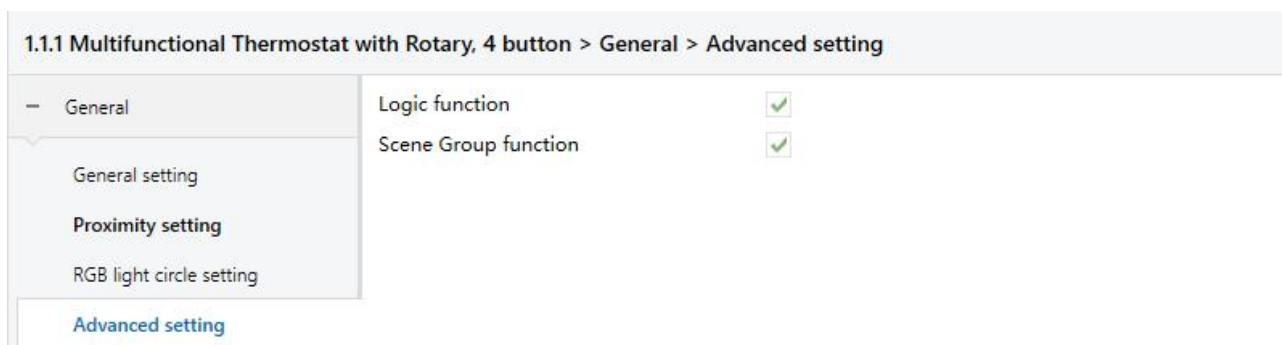 1.1.1 Multifunctional Thermostat with Rotary, 4 button > General > Advanced setting
General
Logic function
Scene Group function
General setting
Proximity setting
RGB light circle setting
Advanced setting